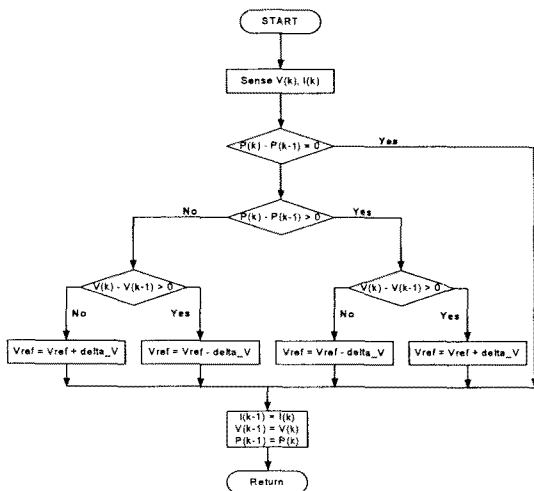 START
Sense V(k), I(k)
P(k) - P(k-1) = 0
Yes
No
P(k) - P(k-1) > 0
Yes
V(k) - V(k-1) > 0
V(k) - V(k-1) > 0
No
Yes
No
Yes
Vref = Vref + delta_V
Vref = Vref - delta_V
Vref = Vref - delta_V
Vref = Vref + delta_V
I(k-1) = I(k)
V(k-1) = V(k)
P(k-1) = P(k)
Return